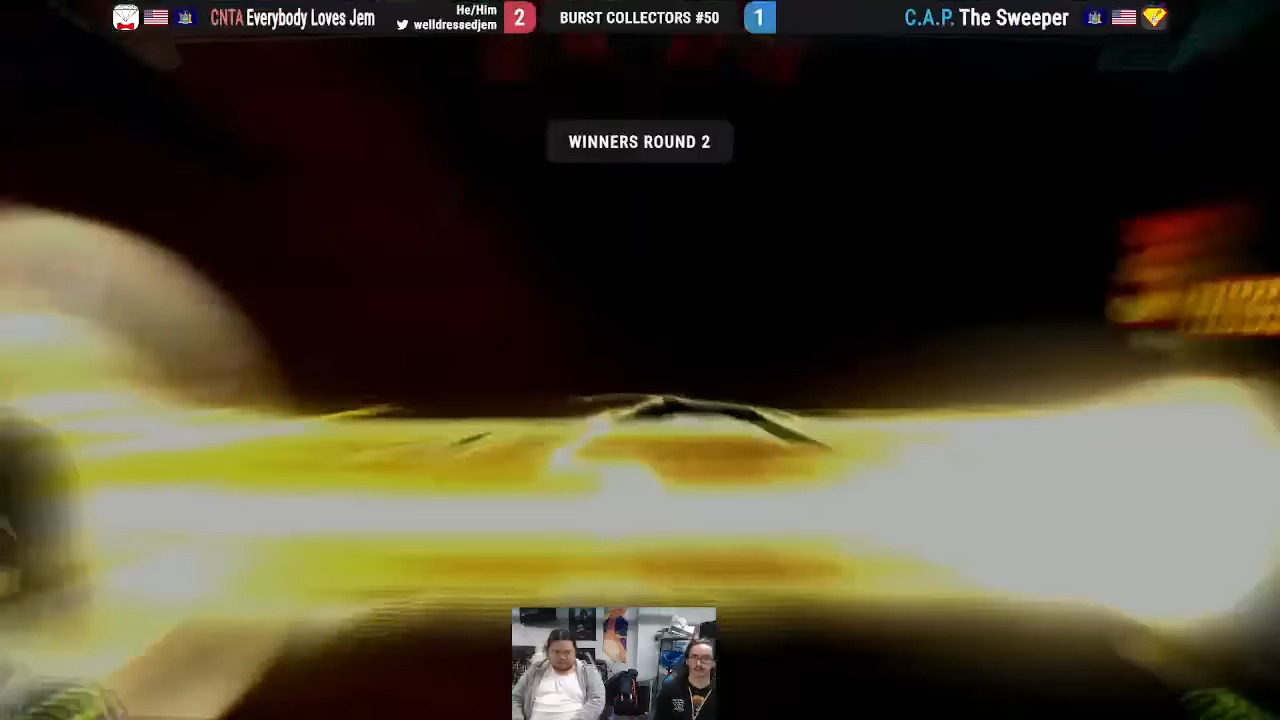 CNTA Everybody Loves Jem
He/Him
welldressedjem
2
BURST COLLECTORS #50
1
C.A.P. The Sweeper
WINNERS ROUND 2